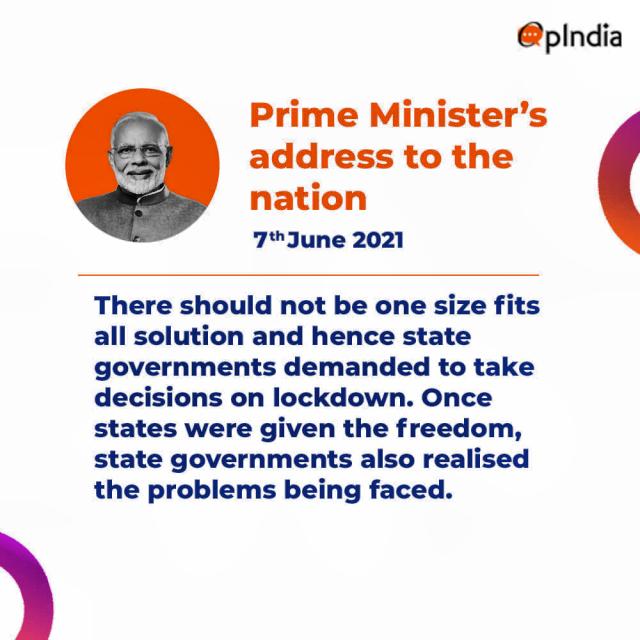 OpIndia
Prime Minister's
address to the
nation
7th June 2021
There should not be one size fits
all solution and hence state
governments demanded to take
decisions on lockdown. Once
states were given the freedom,
state governments also realised
the problems being faced.